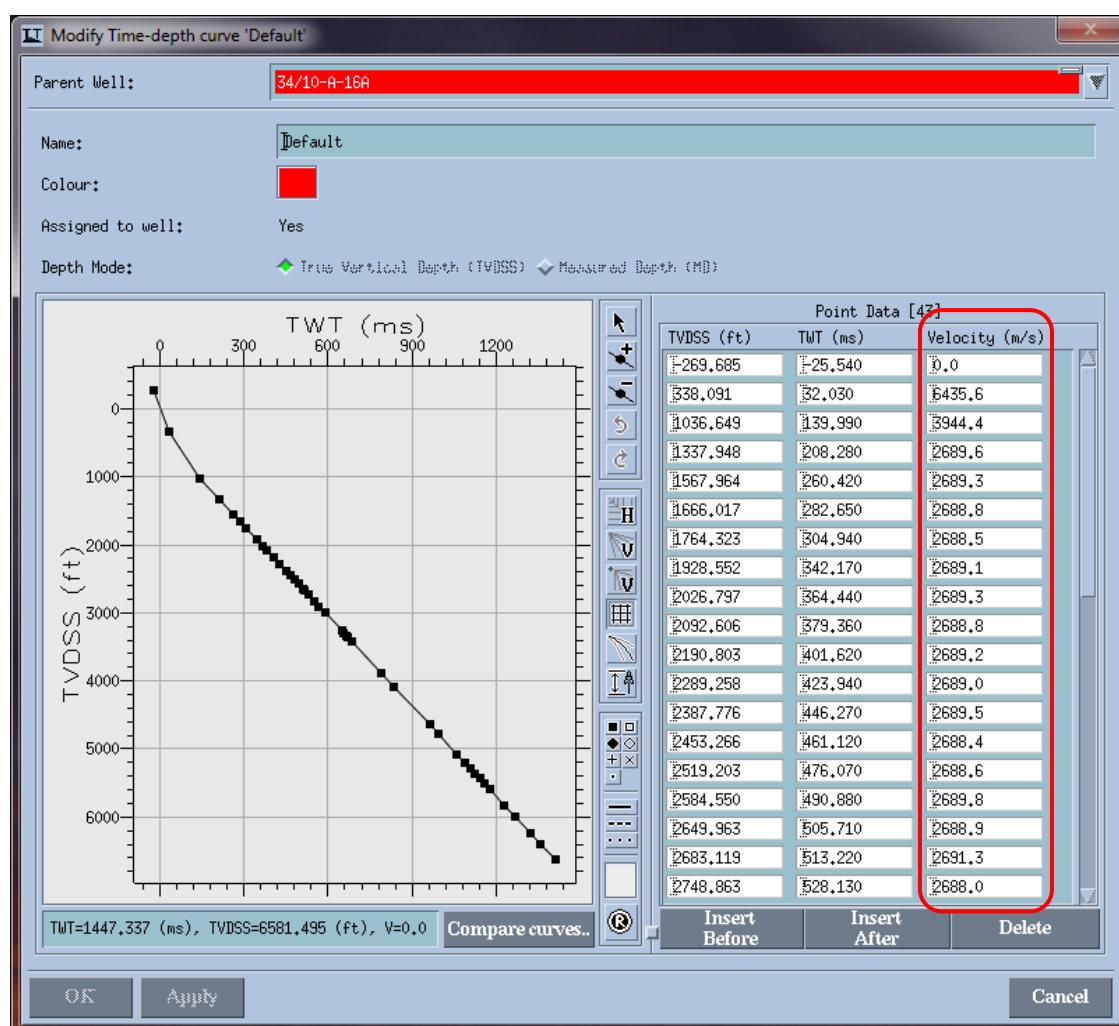 Modify Time-depth curve 'Default'
Parent Well: 34/10-A-16A
Name: Default
Colour:
Assigned to well: Yes
Depth Mode: True Vertical Depth (TVDSS) Measured Depth (MD)
TWT (ms)
0 300 600 900 1200
TVDSS (ft)
0
1000
2000
3000
4000
5000
6000
H
V
V
R
Point Data [43]
TVDSS (ft) TWT (ms) Velocity (m/s)
-269.685 -25.540 0.0
338.091 32.030 6435.6
1036.649 139.990 3944.4
1337.948 208.280 2689.6
1567.964 260.420 2689.3
1666.017 282.650 2688.8
1764.323 304.940 2688.5
1928.552 342.170 2689.1
2026.797 364.440 2689.3
2092.606 379.360 2688.8
2190.803 401.620 2689.2
2289.258 423.940 2689.0
2387.776 446.270 2689.5
2453.266 461.120 2688.4
2519.203 476.070 2688.6
2584.550 490.880 2689.8
2649.963 505.710 2688.9
2683.119 513.220 2691.3
2748.863 528.130 2688.0
TWT=1447.337 (ms), TVDSS=6581.495 (ft), V=0.0 Compare curves..
Insert Before Insert After Delete
OK Apply Cancel